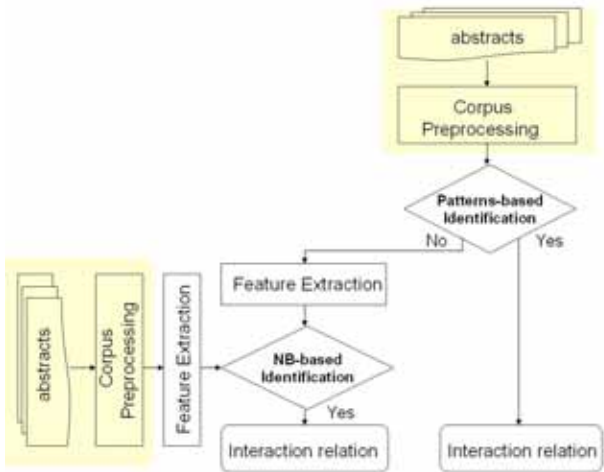 abstracts
Corpus
Preprocessing
Patterns-based
Identification
No
Yes
Feature Extraction
abstracts
Corpus
Preprocessing
Feature Extraction
NB-based
Identification
Yes
Interaction relation
Interaction relation